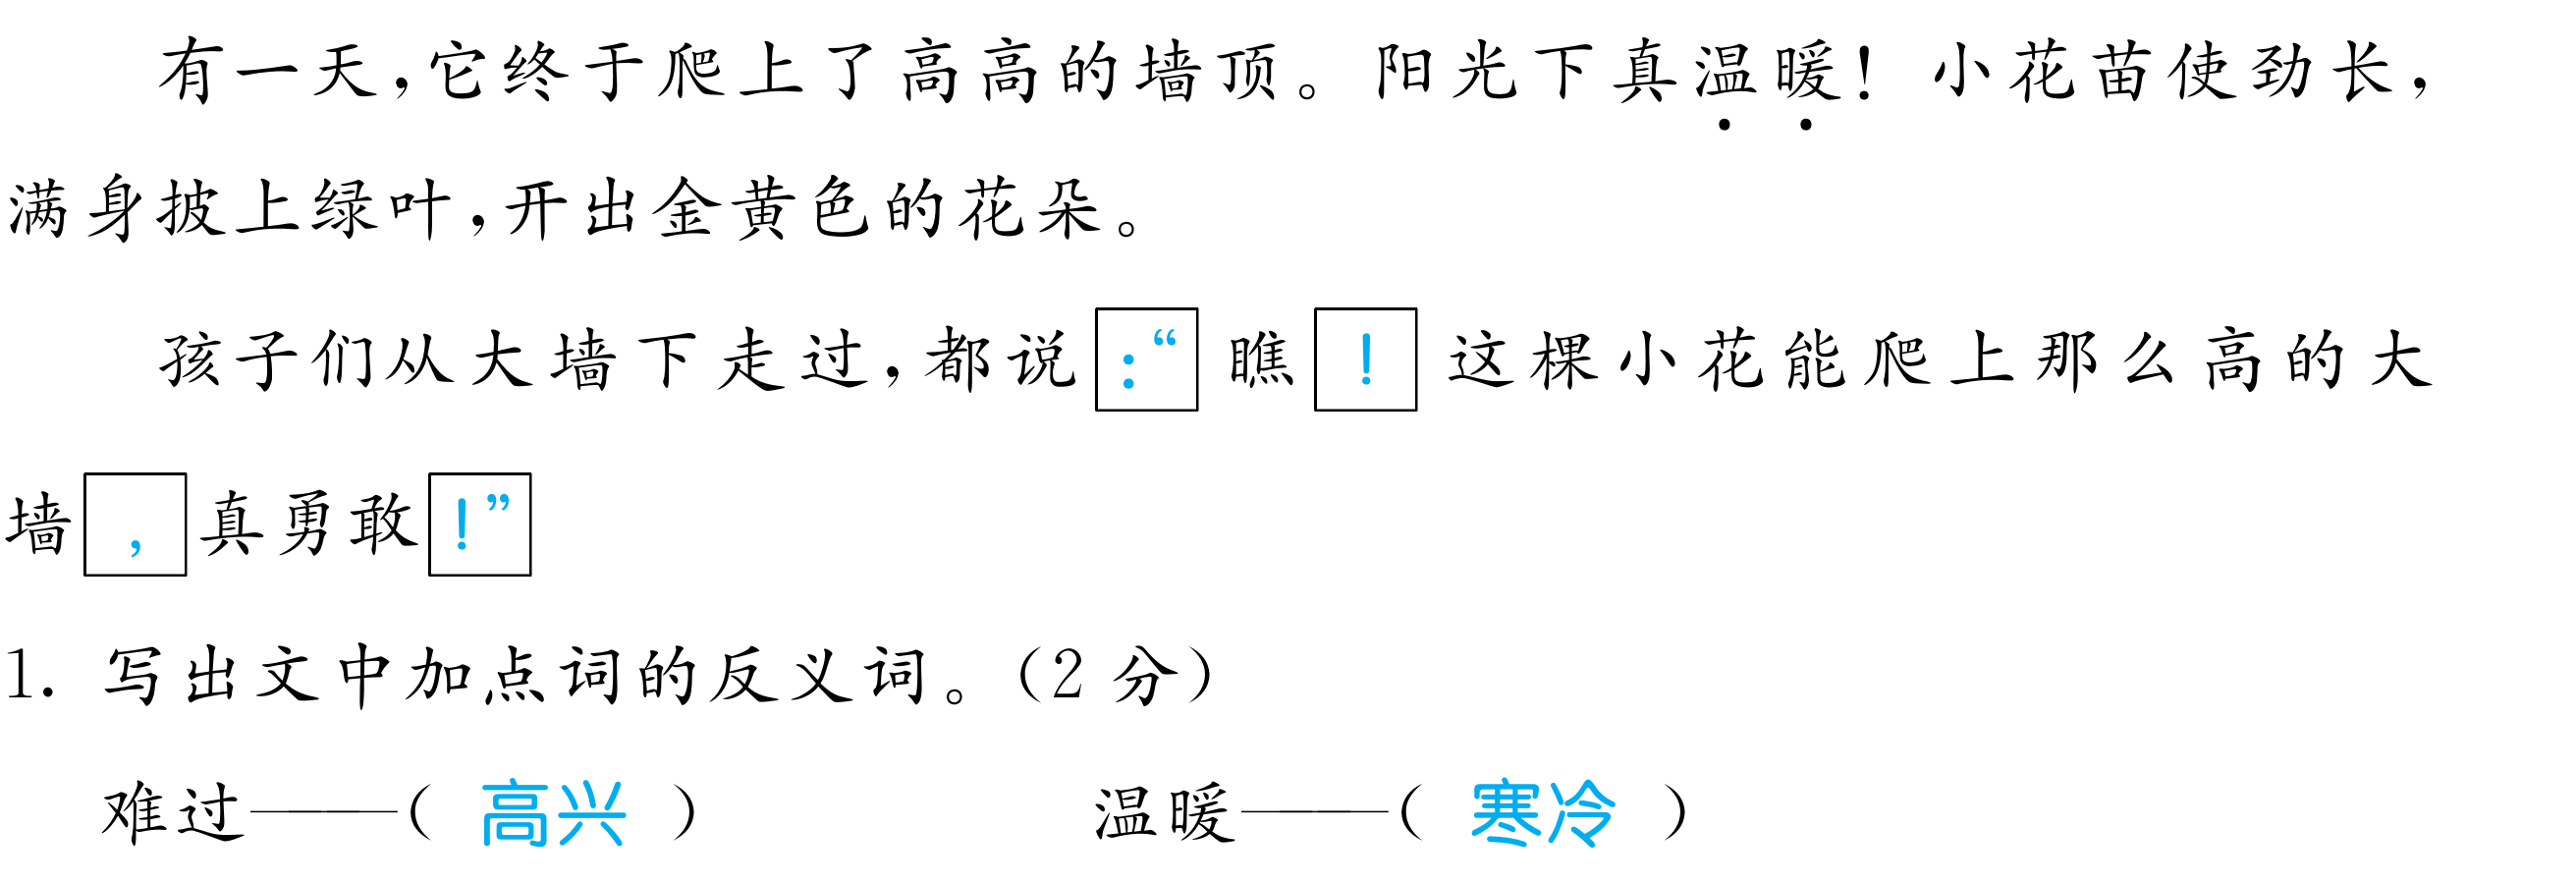 有一天，它终于爬上了高高的墙顶。阳光下真温暖！小花苗使劲长，
满身披上绿叶，开出金黄色的花朵。
孩子们从大墙下走过，都说：“瞧！这棵小花能爬上那么高的大
墙，真勇敢！”
1. 写出文中加点词的反义词。（2 分）
难过——（ 高兴 ） 温暖——（ 寒冷 ）